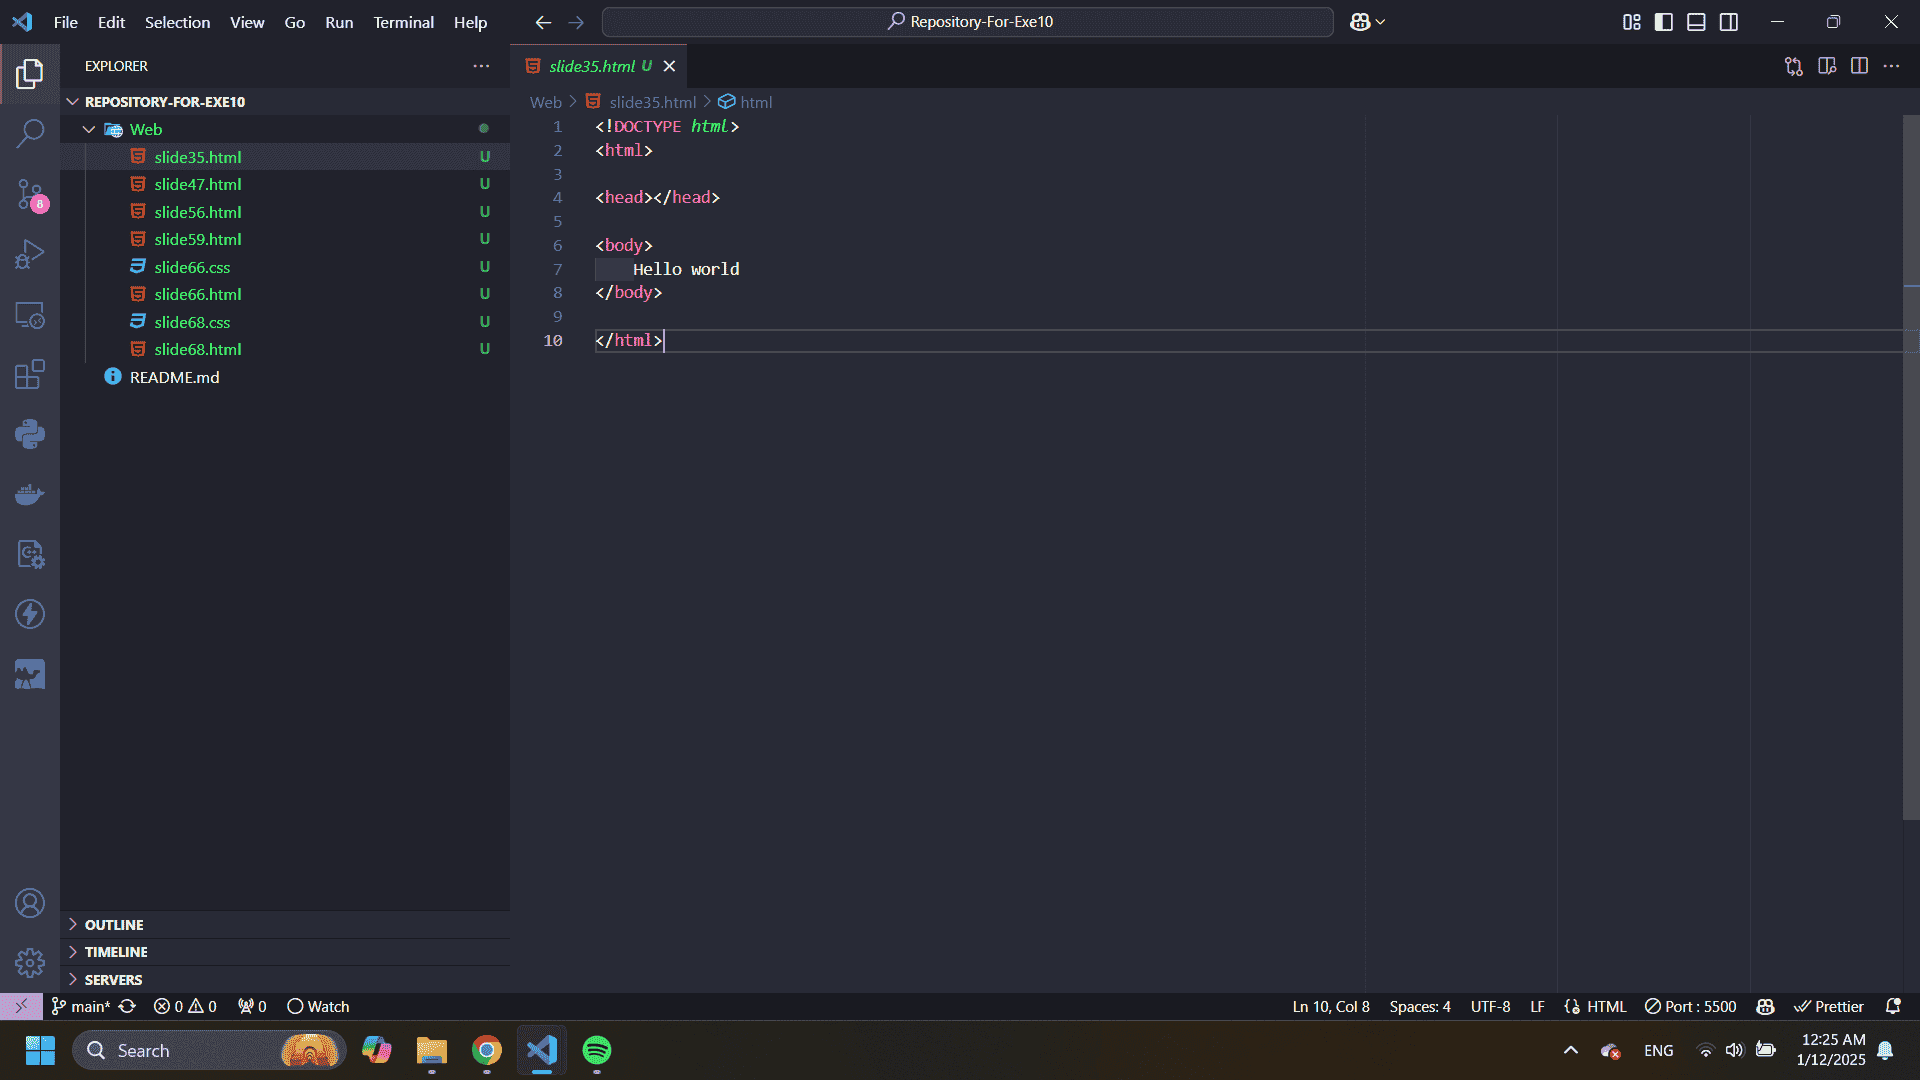 File Edit Selection View Go Run Terminal Help
Repository-For-Exe10
EXPLORER
REPOSITORY-FOR-EXE10
Web
slide35.html U
slide47.html U
slide56.html U
slide59.html U
slide66.css U
slide66.html U
slide68.css U
slide68.html U
README.md
8
OUTLINE
TIMELINE
SERVERS
slide35.html U
Web > slide35.html > html
1 <!DOCTYPE html>
2 <html>
3
4 <head></head>
5
6 <body>
7     Hello world
8 </body>
9
10 </html>
main* 0 0 0 Watch
Ln 10, Col 8 Spaces: 4 UTF-8 LF HTML Port : 5500 Prettier
Search
ENG
12:25 AM
1/12/2025